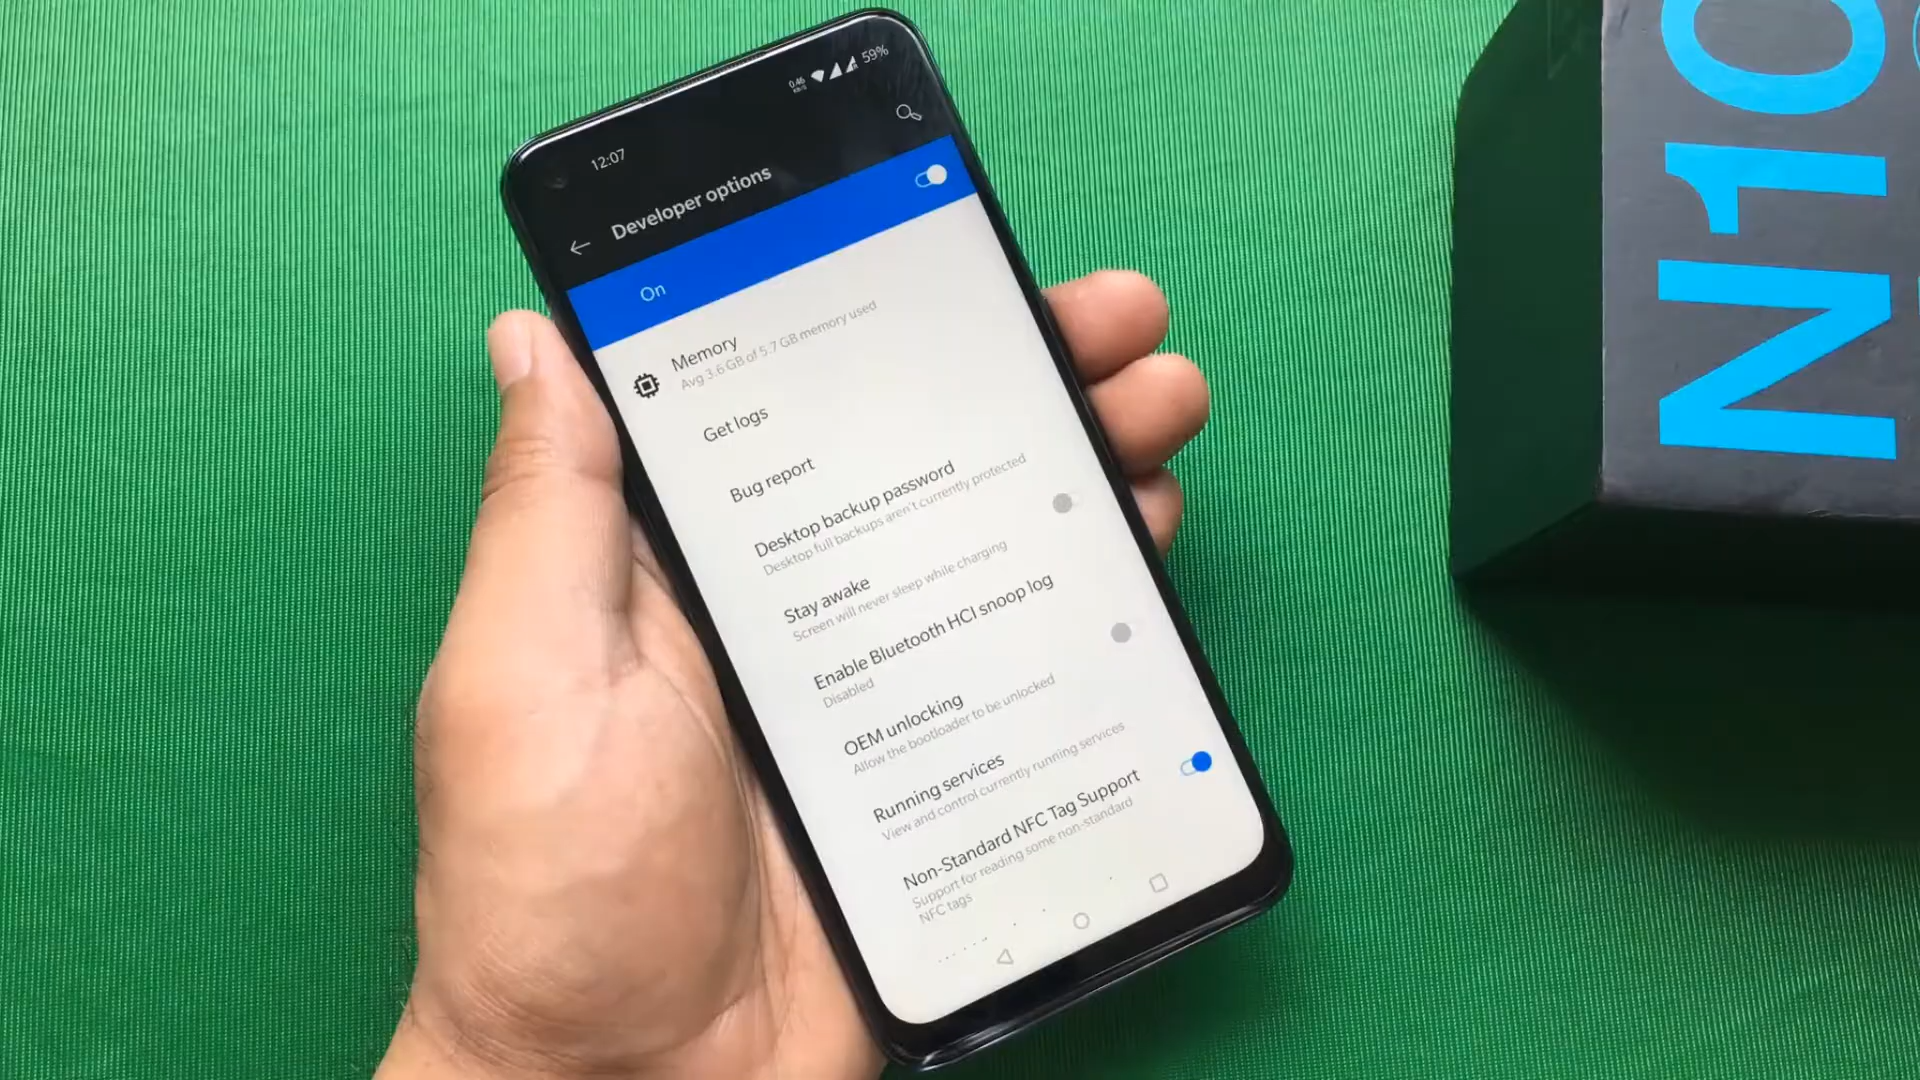 12:07
0.46
KB/S
59%
Developer options
On
Memory
Avg 3.6 GB of 5.7 GB memory used
Get logs
Bug report
Desktop backup password
Desktop full backups aren't currently protected
Stay awake
Screen will never sleep while charging
Enable Bluetooth HCI snoop log
Disabled
OEM unlocking
Allow the bootloader to be unlocked
Running services
View and control currently running services
Non-Standard NFC Tag Support
Support for reading some non-standard
NFC tags
N10